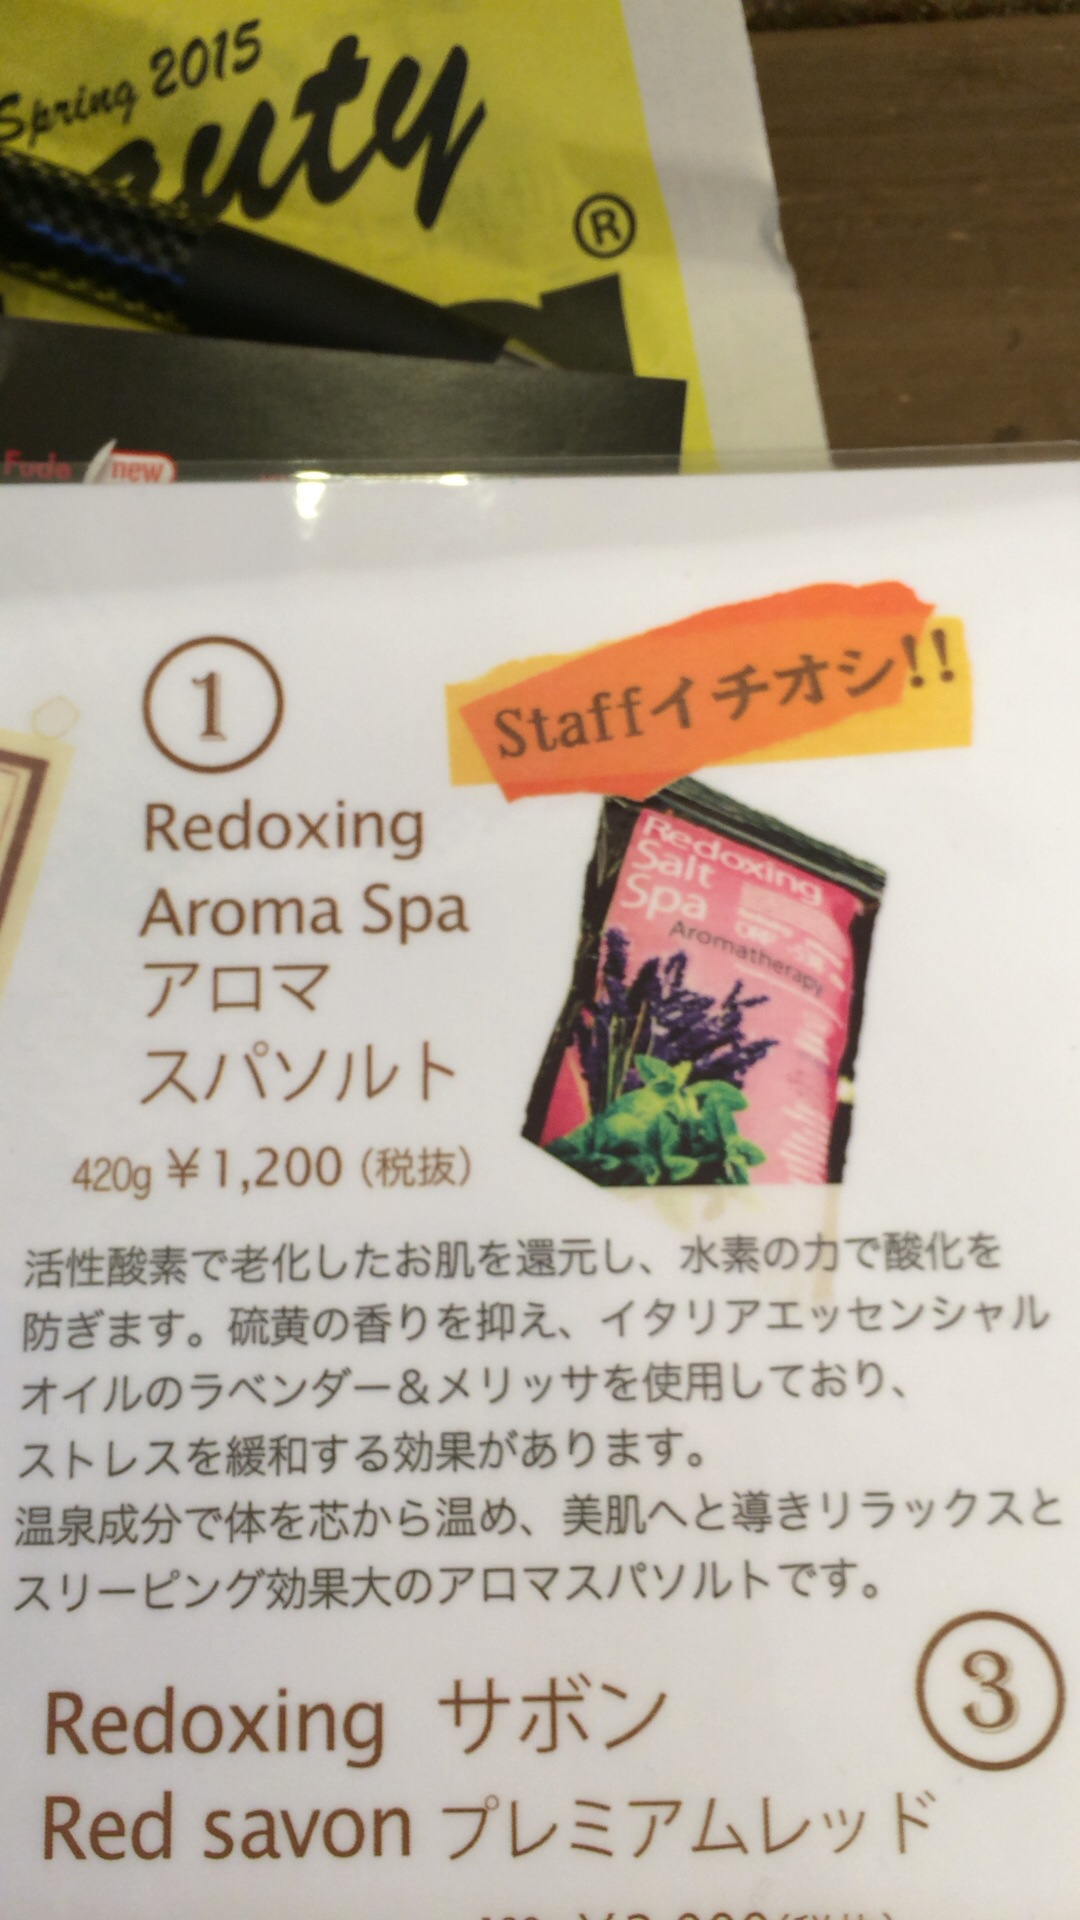 Spring 2015
auty
®
new
①
Staffイチオシ!!
Redoxing
Aroma Spa
アロマ
スパソルト
420g ¥1,200 (税抜)
Redoxing
Salt
Spa
Aromatherapy
活性酸素で老化したお肌を還元し、水素の力で酸化を
防ぎます。硫黄の香りを抑え、イタリアエッセンシャル
オイルのラベンダー&メリッサを使用しており、
ストレスを緩和する効果があります。
温泉成分で体を芯から温め、美肌へと導きリラックスと
スリーピング効果大のアロマスパソルトです。
③
Redoxing サボン
Red savon プレミアムレッド